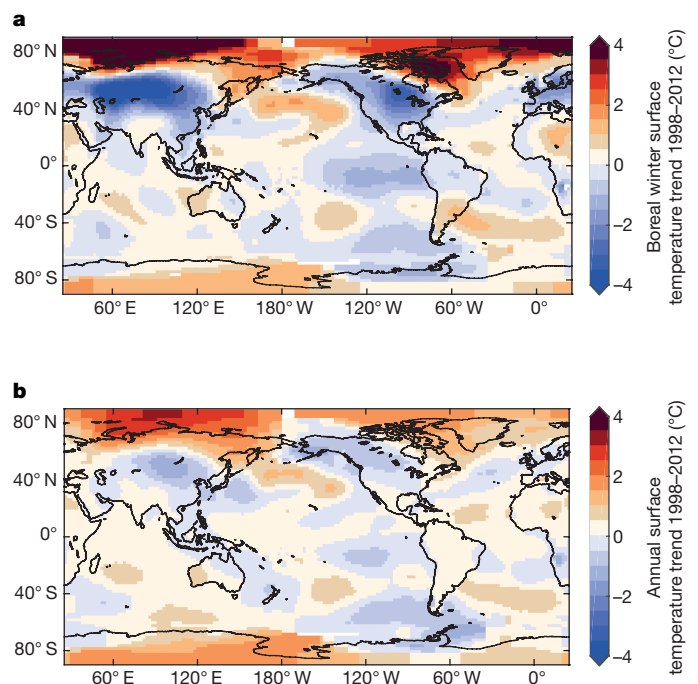 a
80° N
40° N
0°
40° S
80° S
60° E 120° E 180° W 120° W 60° W 0°
4
2
0
–2
–4
Boreal winter surface
temperature trend 1998–2012 (°C)
b
80° N
40° N
0°
40° S
80° S
60° E 120° E 180° W 120° W 60° W 0°
4
2
0
–2
–4
Annual surface
temperature trend 1998–2012 (°C)